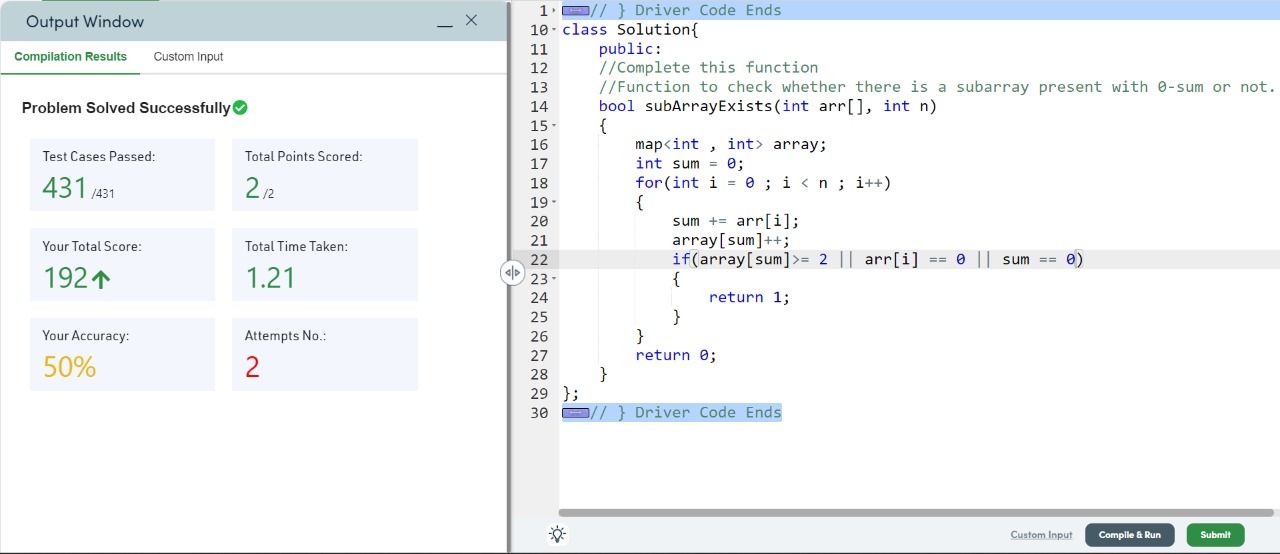 Output Window
Compilation Results
Custom Input
Problem Solved Successfully
Test Cases Passed:
431 /431
Total Points Scored:
2 /2
Your Total Score:
192
Total Time Taken:
1.21
Your Accuracy:
50%
Attempts No.:
2
1 // } Driver Code Ends
10 class Solution{
11 public:
12 //Complete this function
13 //Function to check whether there is a subarray present with 0-sum or not.
14 bool subArrayExists(int arr[], int n)
15 {
16 map<int , int> array;
17 int sum = 0;
18 for(int i = 0 ; i < n ; i++)
19 {
20 sum += arr[i];
21 array[sum]++;
22 if(array[sum]>= 2 || arr[i] == 0 || sum == 0)
23 {
24 return 1;
25 }
26 }
27 return 0;
28 }
29 };
30 // } Driver Code Ends
Custom Input
Compile & Run
Submit